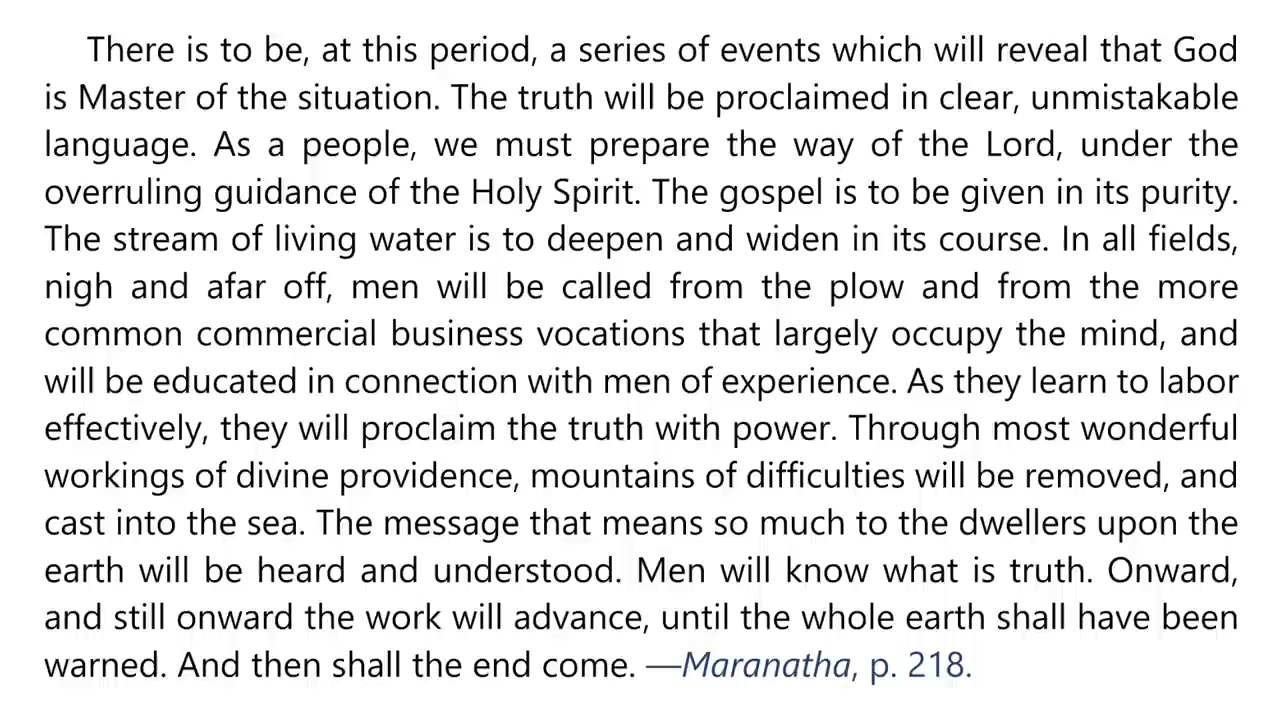 There is to be, at this period, a series of events which will reveal that God
is Master of the situation. The truth will be proclaimed in clear, unmistakable
language. As a people, we must prepare the way of the Lord, under the
overruling guidance of the Holy Spirit. The gospel is to be given in its purity.
The stream of living water is to deepen and widen in its course. In all fields,
nigh and afar off, men will be called from the plow and from the more
common commercial business vocations that largely occupy the mind, and
will be educated in connection with men of experience. As they learn to labor
effectively, they will proclaim the truth with power. Through most wonderful
workings of divine providence, mountains of difficulties will be removed, and
cast into the sea. The message that means so much to the dwellers upon the
earth will be heard and understood. Men will know what is truth. Onward,
and still onward the work will advance, until the whole earth shall have been
warned. And then shall the end come. —Maranatha, p. 218.